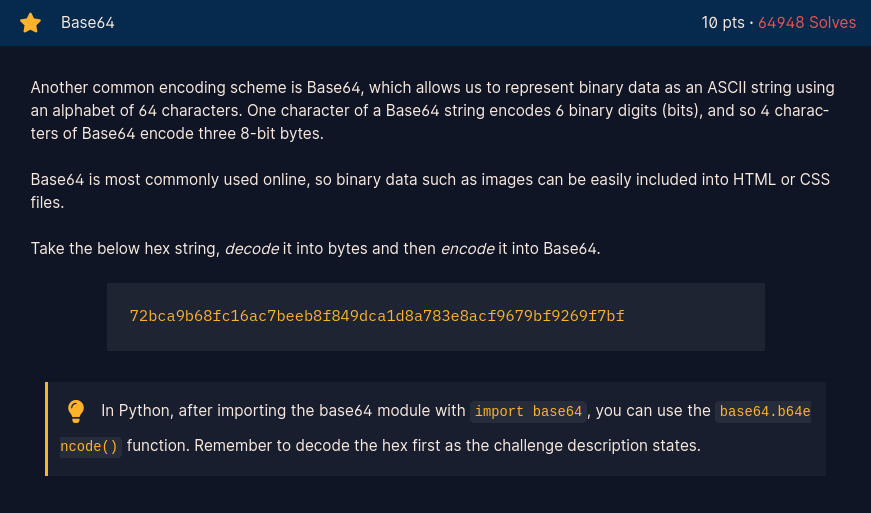 Base64
10 pts · 64948 Solves
Another common encoding scheme is Base64, which allows us to represent binary data as an ASCII string using
an alphabet of 64 characters. One character of a Base64 string encodes 6 binary digits (bits), and so 4 charac-
ters of Base64 encode three 8-bit bytes.
Base64 is most commonly used online, so binary data such as images can be easily included into HTML or CSS
files.
Take the below hex string, decode it into bytes and then encode it into Base64.
72bca9b68fc16ac7beeb8f849dca1d8a783e8acf9679bf9269f7bf
In Python, after importing the base64 module with import base64, you can use the base64.b64e
ncode() function. Remember to decode the hex first as the challenge description states.